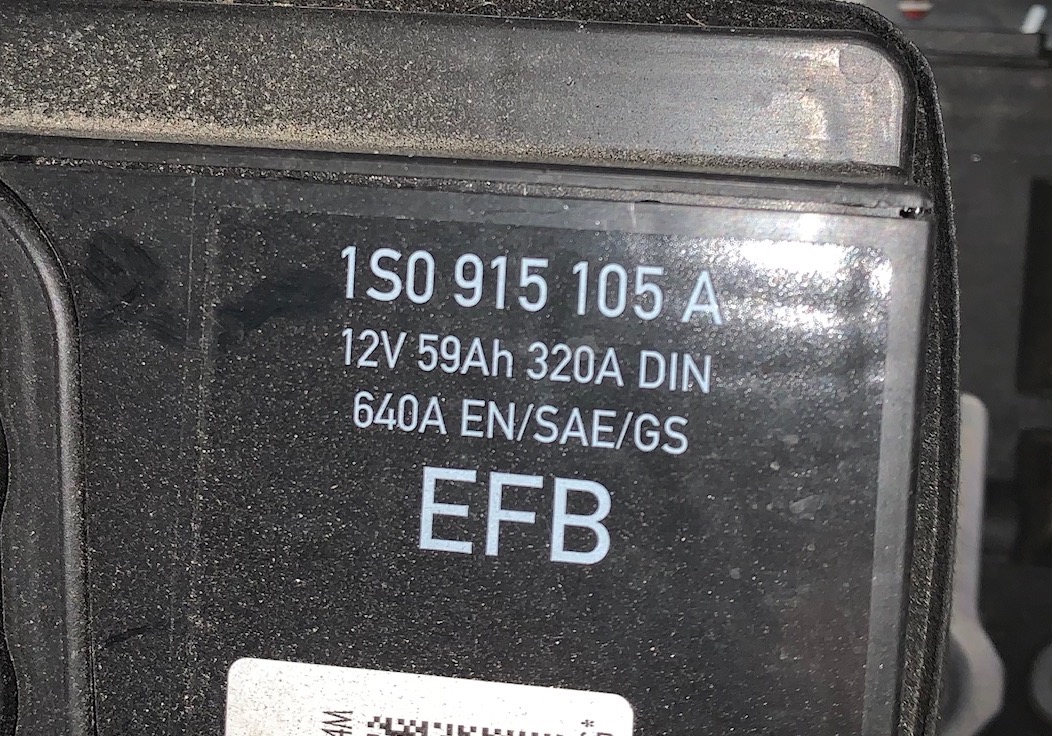 1S0 915 105 A
12V 59Ah 320A DIN
640A EN/SAE/GS
EFB